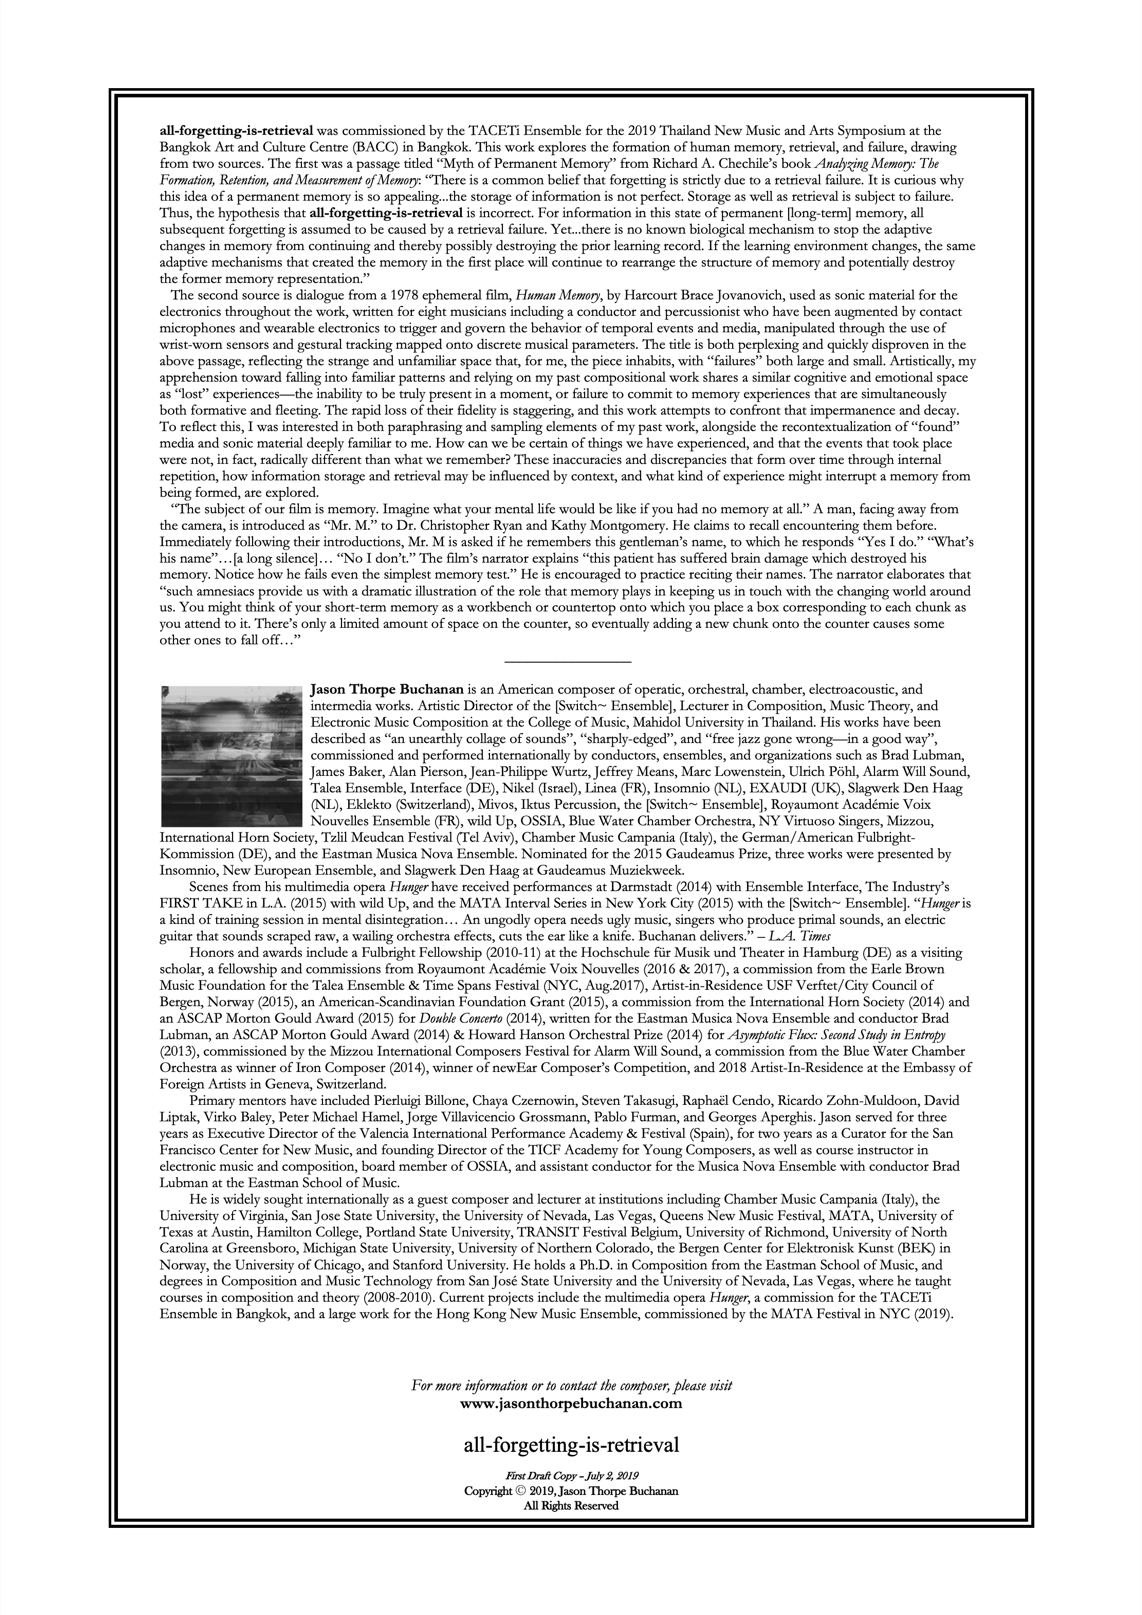 all-forgetting-is-retrieval was commissioned by the TACETi Ensemble for the 2019 Thailand New Music and Arts Symposium at the
Bangkok Art and Culture Centre (BACC) in Bangkok. This work explores the formation of human memory, retrieval, and failure, drawing
from two sources. The first was a passage titled “Myth of Permanent Memory” from Richard A. Chechile’s book Analyzing Memory: The
Formation, Retention, and Measurement of Memory: “There is a common belief that forgetting is strictly due to a retrieval failure. It is curious why
this idea of a permanent memory is so appealing...the storage of information is not perfect. Storage as well as retrieval is subject to failure.
Thus, the hypothesis that all-forgetting-is-retrieval is incorrect. For information in this state of permanent [long-term] memory, all
subsequent forgetting is assumed to be caused by a retrieval failure. Yet...there is no known biological mechanism to stop the adaptive
changes in memory from continuing and thereby possibly destroying the prior learning record. If the learning environment changes, the same
adaptive mechanisms that created the memory in the first place will continue to rearrange the structure of memory and potentially destroy
the former memory representation.”
The second source is dialogue from a 1978 ephemeral film, Human Memory, by Harcourt Brace Jovanovich, used as sonic material for the
electronics throughout the work, written for eight musicians including a conductor and percussionist who have been augmented by contact
microphones and wearable electronics to trigger and govern the behavior of temporal events and media, manipulated through the use of
wrist-worn sensors and gestural tracking mapped onto discrete musical parameters. The title is both perplexing and quickly disproven in the
above passage, reflecting the strange and unfamiliar space that, for me, the piece inhabits, with “failures” both large and small. Artistically, my
apprehension toward falling into familiar patterns and relying on my past compositional work shares a similar cognitive and emotional space
as “lost” experiences—the inability to be truly present in a moment, or failure to commit to memory experiences that are simultaneously
both formative and fleeting. The rapid loss of their fidelity is staggering, and this work attempts to confront that impermanence and decay.
To reflect this, I was interested in both paraphrasing and sampling elements of my past work, alongside the recontextualization of “found”
media and sonic material deeply familiar to me. How can we be certain of things we have experienced, and that the events that took place
were not, in fact, radically different than what we remember? These inaccuracies and discrepancies that form over time through internal
repetition, how information storage and retrieval may be influenced by context, and what kind of experience might interrupt a memory from
being formed, are explored.
“The subject of our film is memory. Imagine what your mental life would be like if you had no memory at all.” A man, facing away from
the camera, is introduced as “Mr. M.” to Dr. Christopher Ryan and Kathy Montgomery. He claims to recall encountering them before.
Immediately following their introductions, Mr. M is asked if he remembers this gentleman’s name, to which he responds “Yes I do.” “What’s
his name”…[a long silence]… “No I don’t.” The film’s narrator explains “this patient has suffered brain damage which destroyed his
memory. Notice how he fails even the simplest memory test.” He is encouraged to practice reciting their names. The narrator elaborates that
“such amnesiacs provide us with a dramatic illustration of the role that memory plays in keeping us in touch with the changing world around
us. You might think of your short-term memory as a workbench or countertop onto which you place a box corresponding to each chunk as
you attend to it. There’s only a limited amount of space on the counter, so eventually adding a new chunk onto the counter causes some
other ones to fall off…”
Jason Thorpe Buchanan is an American composer of operatic, orchestral, chamber, electroacoustic, and
intermedia works. Artistic Director of the [Switch~ Ensemble], Lecturer in Composition, Music Theory, and
Electronic Music Composition at the College of Music, Mahidol University in Thailand. His works have been
described as “an unearthly collage of sounds”, “sharply-edged”, and “free jazz gone wrong—in a good way”,
commissioned and performed internationally by conductors, ensembles, and organizations such as Brad Lubman,
James Baker, Alan Pierson, Jean-Philippe Wurtz, Jeffrey Means, Marc Lowenstein, Ulrich Pöhl, Alarm Will Sound,
Talea Ensemble, Interface (DE), Nikel (Israel), Linea (FR), Insomnio (NL), EXAUDI (UK), Slagwerk Den Haag
(NL), Eklekto (Switzerland), Mivos, Iktus Percussion, the [Switch~ Ensemble], Royaumont Académie Voix
Nouvelles Ensemble (FR), wild Up, OSSIA, Blue Water Chamber Orchestra, NY Virtuoso Singers, Mizzou,
International Horn Society, Tzlil Meudcan Festival (Tel Aviv), Chamber Music Campania (Italy), the German/American Fulbright-
Kommission (DE), and the Eastman Musica Nova Ensemble. Nominated for the 2015 Gaudeamus Prize, three works were presented by
Insomnio, New European Ensemble, and Slagwerk Den Haag at Gaudeamus Muziekweek.
Scenes from his multimedia opera Hunger have received performances at Darmstadt (2014) with Ensemble Interface, The Industry’s
FIRST TAKE in L.A. (2015) with wild Up, and the MATA Interval Series in New York City (2015) with the [Switch~ Ensemble]. “Hunger is
a kind of training session in mental disintegration… An ungodly opera needs ugly music, singers who produce primal sounds, an electric
guitar that sounds scraped raw, a wailing orchestra effects, cuts the ear like a knife. Buchanan delivers.” – L.A. Times
Honors and awards include a Fulbright Fellowship (2010-11) at the Hochschule für Musik und Theater in Hamburg (DE) as a visiting
scholar, a fellowship and commissions from Royaumont Académie Voix Nouvelles (2016 & 2017), a commission from the Earle Brown
Music Foundation for the Talea Ensemble & Time Spans Festival (NYC, Aug.2017), Artist-in-Residence USF Verftet/City Council of
Bergen, Norway (2015), an American-Scandinavian Foundation Grant (2015), a commission from the International Horn Society (2014) and
an ASCAP Morton Gould Award (2015) for Double Concerto (2014), written for the Eastman Musica Nova Ensemble and conductor Brad
Lubman, an ASCAP Morton Gould Award (2014) & Howard Hanson Orchestral Prize (2014) for Asymptotic Flux: Second Study in Entropy
(2013), commissioned by the Mizzou International Composers Festival for Alarm Will Sound, a commission from the Blue Water Chamber
Orchestra as winner of Iron Composer (2014), winner of newEar Composer’s Competition, and 2018 Artist-In-Residence at the Embassy of
Foreign Artists in Geneva, Switzerland.
Primary mentors have included Pierluigi Billone, Chaya Czernowin, Steven Takasugi, Raphaël Cendo, Ricardo Zohn-Muldoon, David
Liptak, Virko Baley, Peter Michael Hamel, Jorge Villavicencio Grossmann, Pablo Furman, and Georges Aperghis. Jason served for three
years as Executive Director of the Valencia International Performance Academy & Festival (Spain), for two years as a Curator for the San
Francisco Center for New Music, and founding Director of the TICF Academy for Young Composers, as well as course instructor in
electronic music and composition, board member of OSSIA, and assistant conductor for the Musica Nova Ensemble with conductor Brad
Lubman at the Eastman School of Music.
He is widely sought internationally as a guest composer and lecturer at institutions including Chamber Music Campania (Italy), the
University of Virginia, San Jose State University, the University of Nevada, Las Vegas, Queens New Music Festival, MATA, University of
Texas at Austin, Hamilton College, Portland State University, TRANSIT Festival Belgium, University of Richmond, University of North
Carolina at Greensboro, Michigan State University, University of Northern Colorado, the Bergen Center for Elektronisk Kunst (BEK) in
Norway, the University of Chicago, and Stanford University. He holds a Ph.D. in Composition from the Eastman School of Music, and
degrees in Composition and Music Technology from San José State University and the University of Nevada, Las Vegas, where he taught
courses in composition and theory (2008-2010). Current projects include the multimedia opera Hunger, a commission for the TACETi
Ensemble in Bangkok, and a large work for the Hong Kong New Music Ensemble, commissioned by the MATA Festival in NYC (2019).
For more information or to contact the composer, please visit
www.jasonthorpebuchanan.com
all-forgetting-is-retrieval
First Draft Copy – July 2, 2019
Copyright © 2019, Jason Thorpe Buchanan
All Rights Reserved